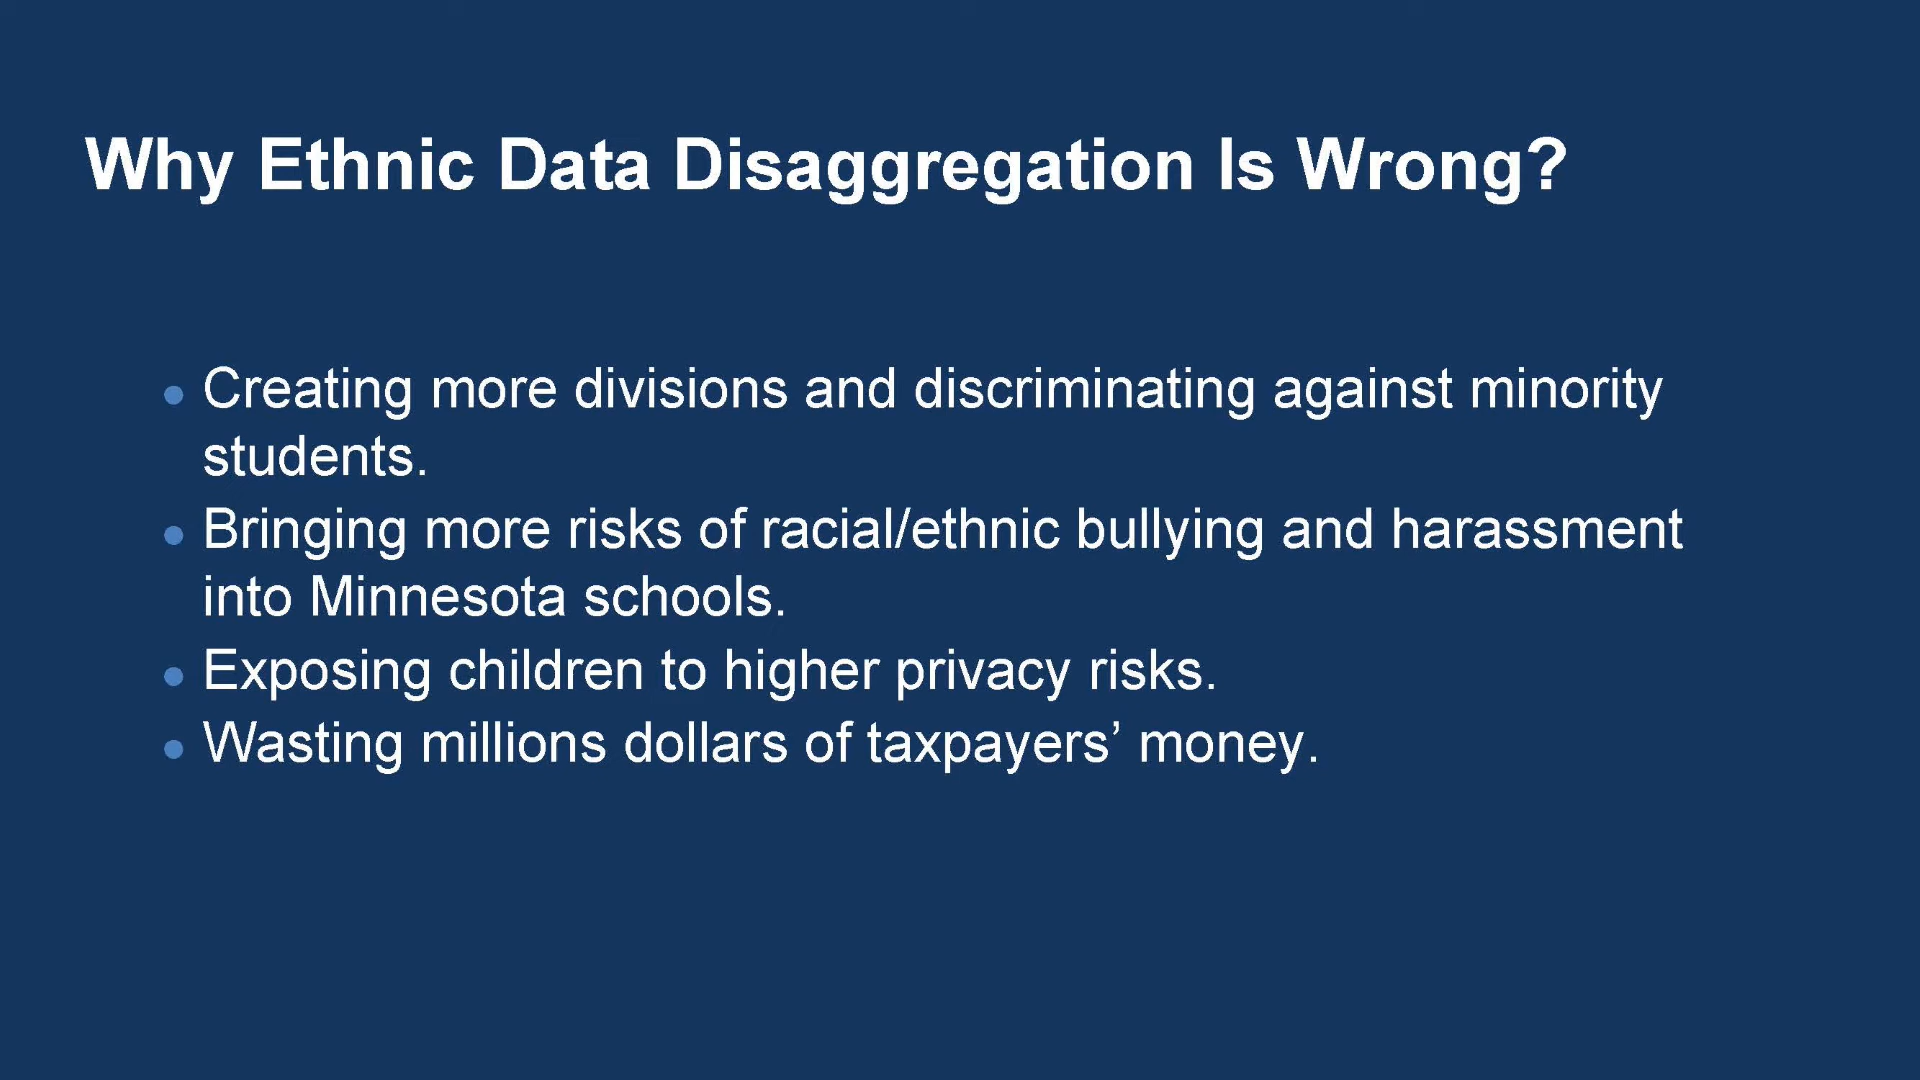 Why Ethnic Data Disaggregation Is Wrong?
● Creating more divisions and discriminating against minority
students.
● Bringing more risks of racial/ethnic bullying and harassment
into Minnesota schools.
● Exposing children to higher privacy risks.
● Wasting millions dollars of taxpayers’ money.